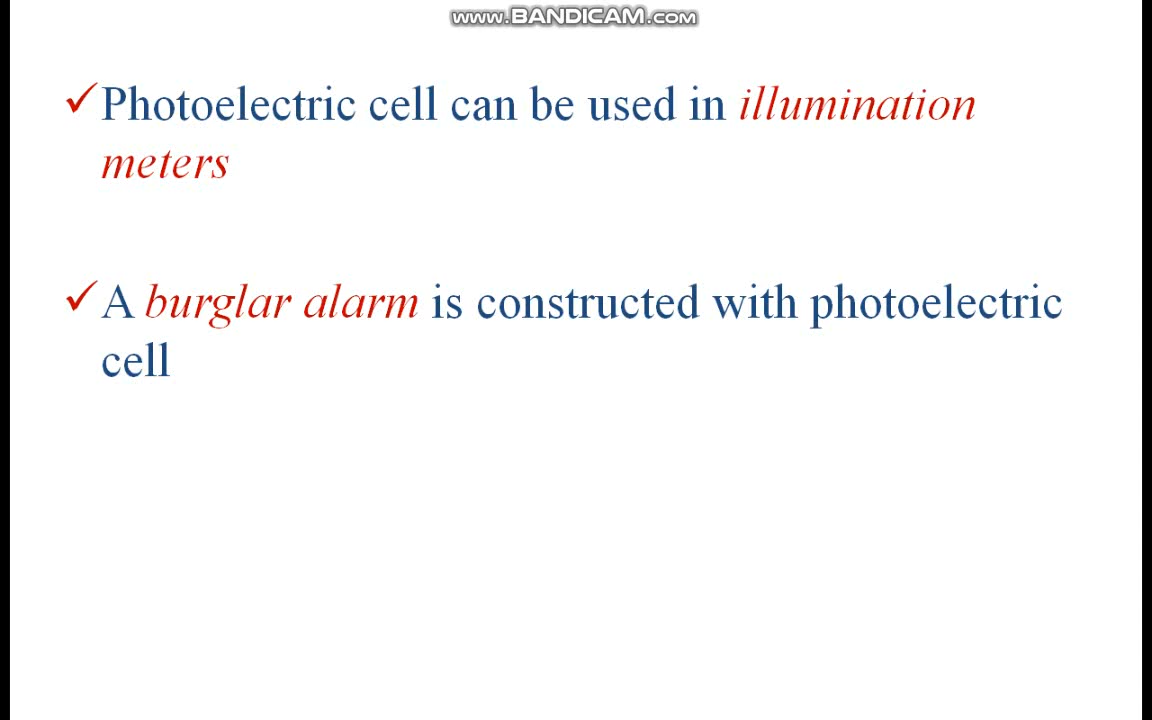 www.BANDICAM.com
✓Photoelectric cell can be used in illumination
meters
✓A burglar alarm is constructed with photoelectric
cell